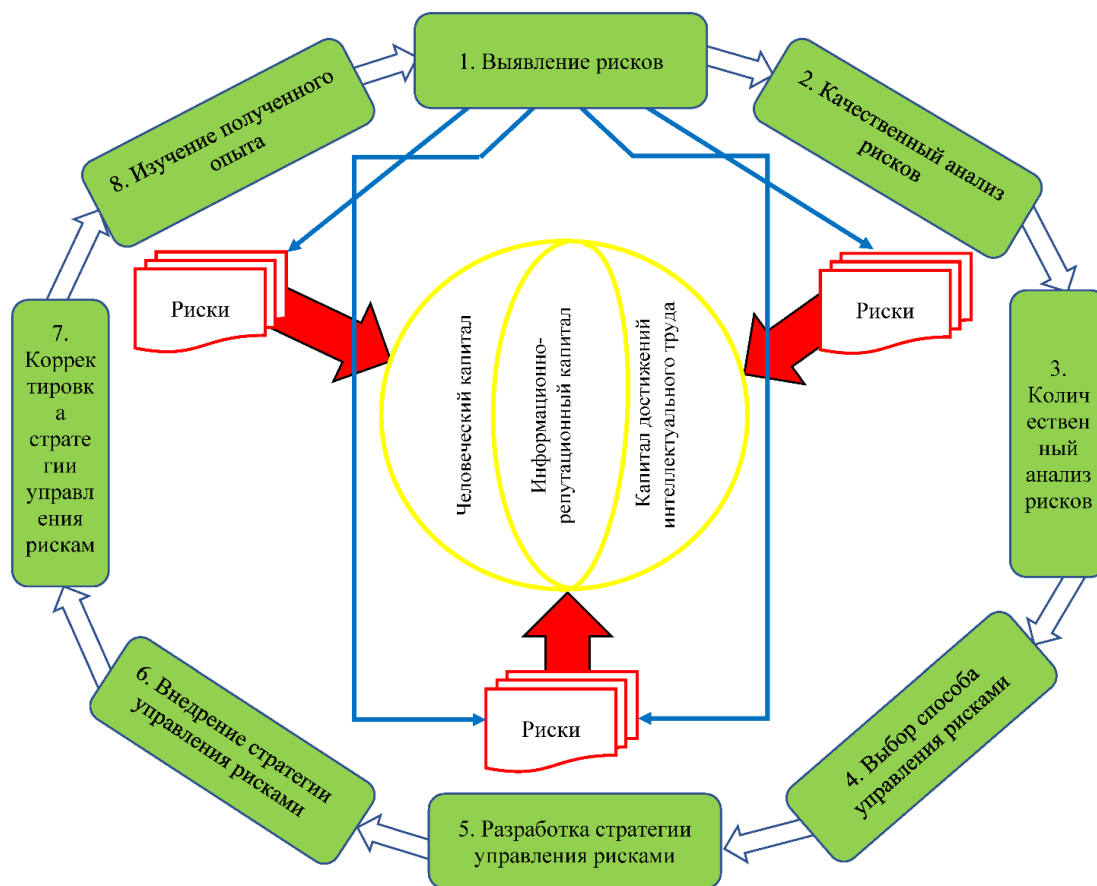 1. Выявление рисков
2. Качественный анализ
рисков
3.
Колич
ествен
ный
анализ
рисков
4. Выбор способа
управления рисками
5. Разработка стратегии
управления рисками
6. Внедрение стратегии
управления рисками
7.
Коррек
тировк
а
страте
гии
управл
ения
рискам
8. Изучение полученного
опыта
Риски
Риски
Человеческий капитал
Информационно-
репутационный капитал
Капитал достижений
интеллектуального труда
Риски